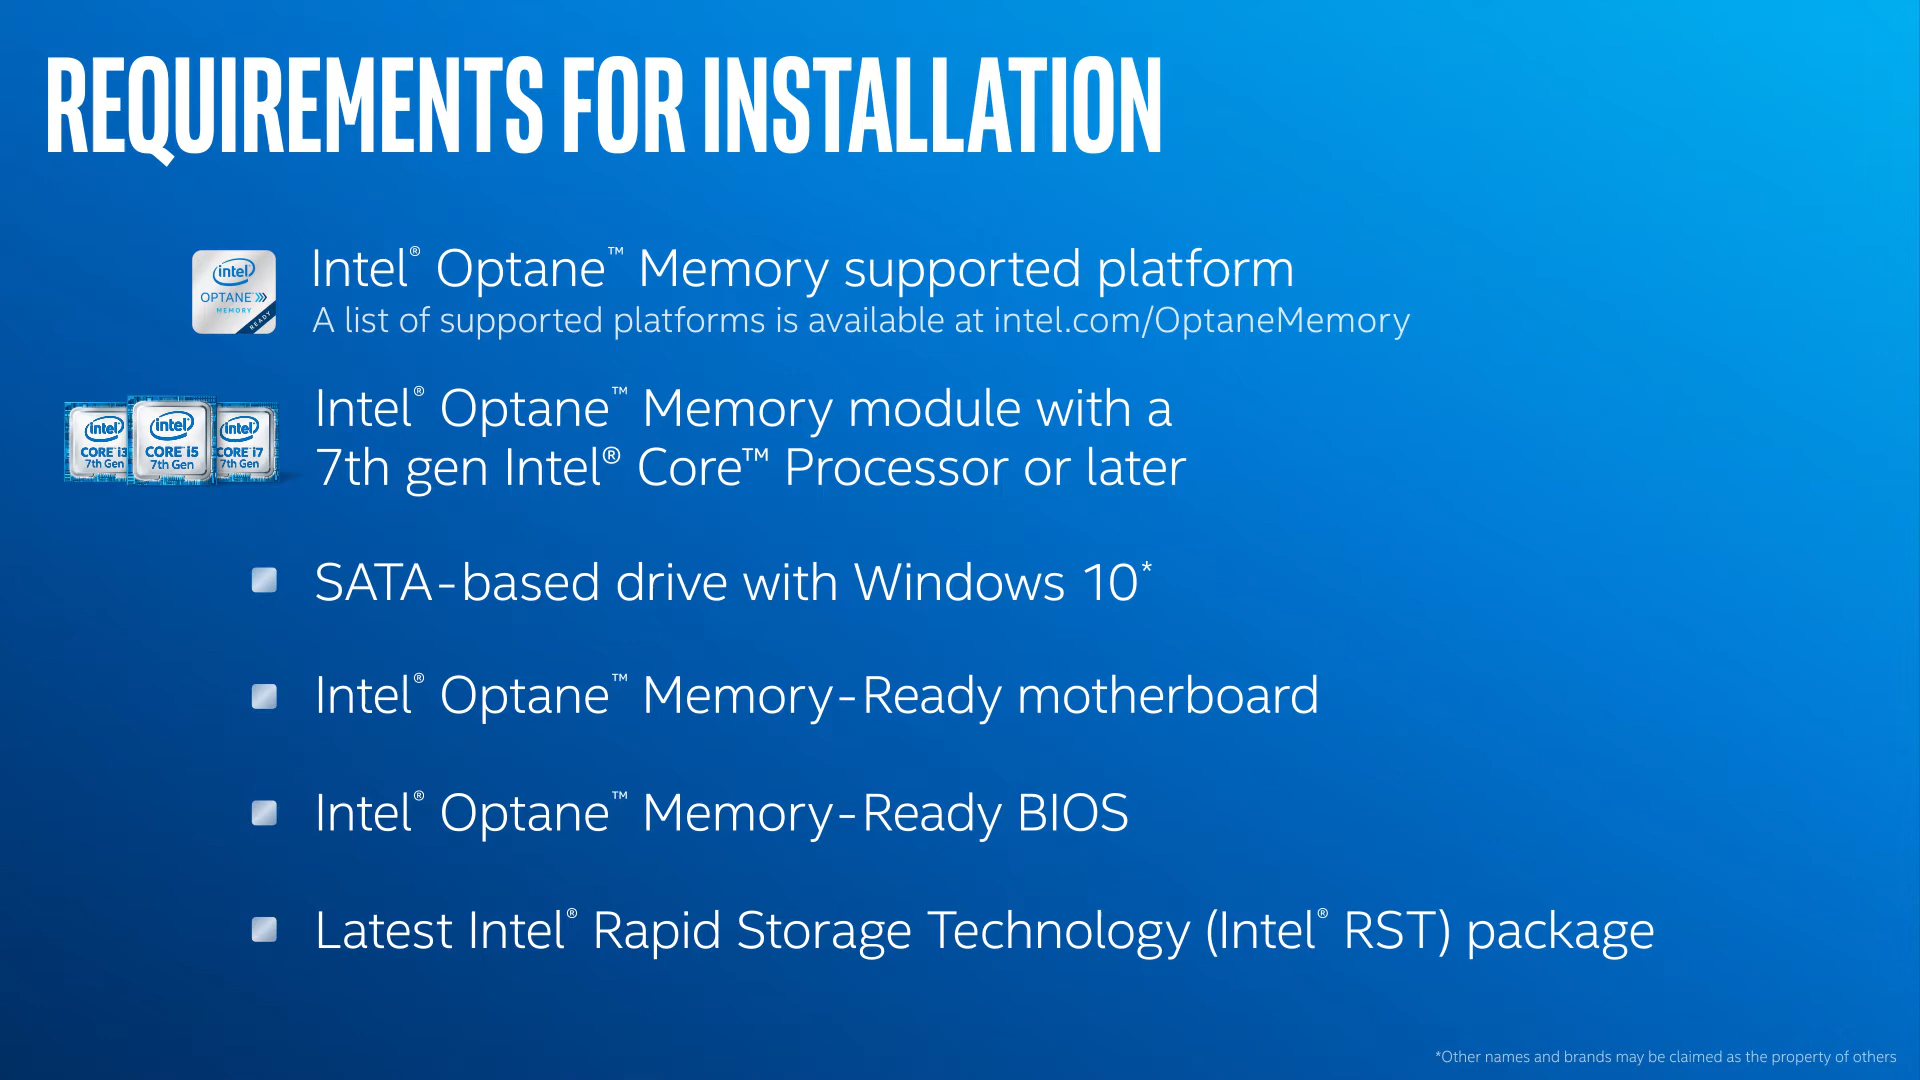 REQUIREMENTS FOR INSTALLATION
intel
OPTANE
MEMORY
READY
Intel® Optane™ Memory supported platform
A list of supported platforms is available at intel.com/OptaneMemory
intel
CORE i3
7th Gen
intel
CORE i5
7th Gen
intel
CORE i7
7th Gen
Intel® Optane™ Memory module with a
7th gen Intel® Core™ Processor or later
SATA-based drive with Windows 10*
Intel® Optane™ Memory-Ready motherboard
Intel® Optane™ Memory-Ready BIOS
Latest Intel® Rapid Storage Technology (Intel® RST) package
*Other names and brands may be claimed as the property of others